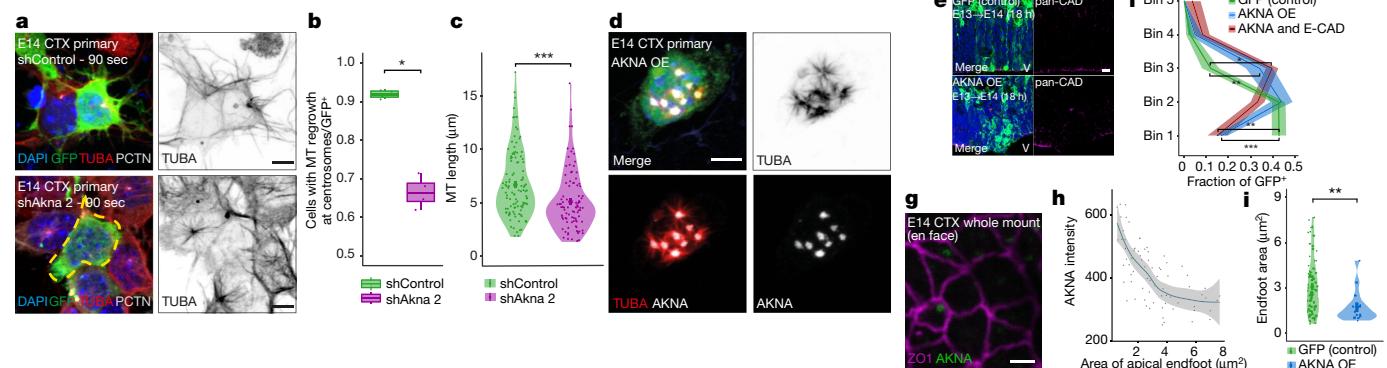 a
E14 CTX primary
shControl - 90 sec
DAPI GFP TUBA PCTN
TUBA
E14 CTX primary
shAkna 2 - 90 sec
DAPI GFP TUBA PCTN
TUBA
b
Cells with MT regrowth
at centrosomes/GFP⁺
1.0
0.9
0.8
0.7
0.6
0.5
*
shControl
shAkna 2
c
MT length (µm)
15
10
5
0
***
shControl
shAkna 2
d
E14 CTX primary
AKNA OE
Merge
TUBA
TUBA AKNA
AKNA
e
GFP (control)
E13→E14 (18 h)
pan-CAD
Merge
V
AKNA OE
E13→E14 (18 h)
pan-CAD
Merge
V
GFP (control)
AKNA OE
AKNA and E-CAD
Bin 4
Bin 3
Bin 2
Bin 1
*
**
**
***
0 0.1 0.2 0.3 0.4 0.5
Fraction of GFP⁺
g
E14 CTX whole mount
(en face)
ZO1 AKNA
h
AKNA intensity
600
400
200
2 4 6 8
Area of apical endfoot (µm²)
i
Endfoot area (µm²)
9
6
3
0
**
GFP (control)
AKNA OE